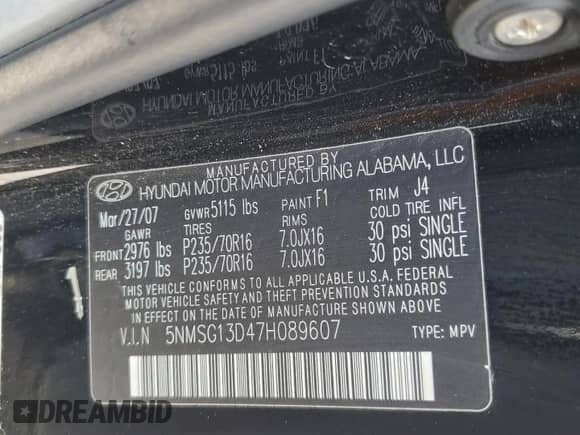 MANUFACTURED BY
HYUNDAI MOTOR MANUFACTURING ALABAMA, LLC
Mar/27/07 GVWR 5115 lbs PAINT F1 TRIM J4
GAWR TIRES RIMS COLD TIRE INFL
FRONT 2976 lbs P235/70R16 7.0JX16 30 psi SINGLE
REAR 3197 lbs P235/70R16 7.0JX16 30 psi SINGLE
THIS VEHICLE CONFORMS TO ALL APPLICABLE U.S.A. FEDERAL
MOTOR VEHICLE SAFETY AND BUMPER STANDARDS
IN EFFECT ON THE DATE OF MANUFACTURE SHOWN ABOVE.
V.I.N 5NMSG13D47H089607 TYPE: MPV
DREAMBID